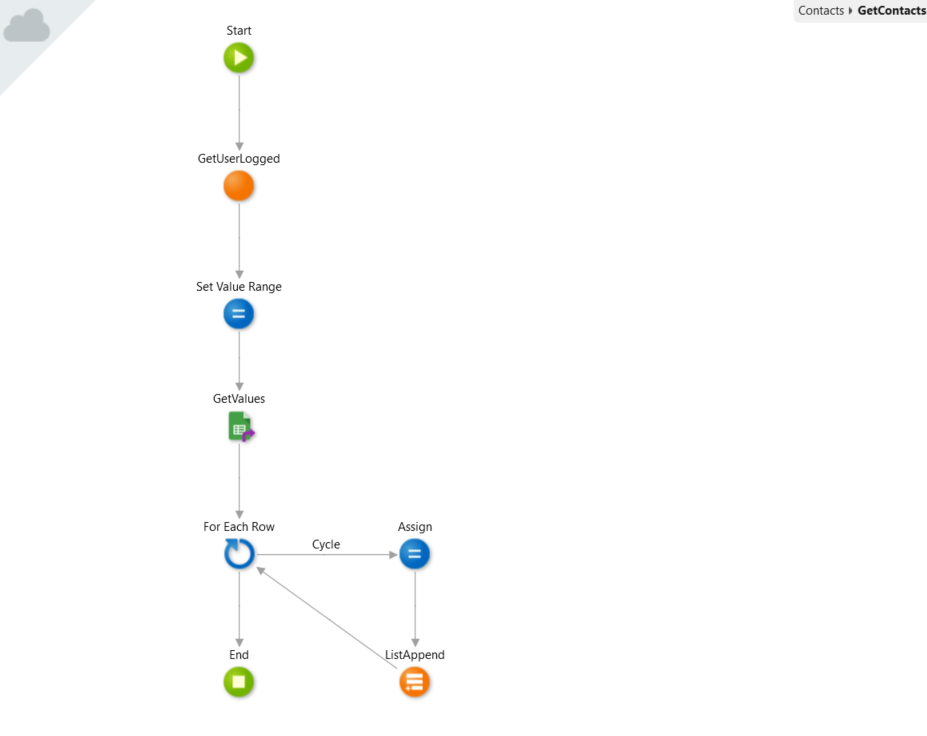 Contacts ▸ GetContacts
Start
GetUserLogged
Set Value Range
GetValues
For Each Row
Cycle
Assign
End
ListAppend